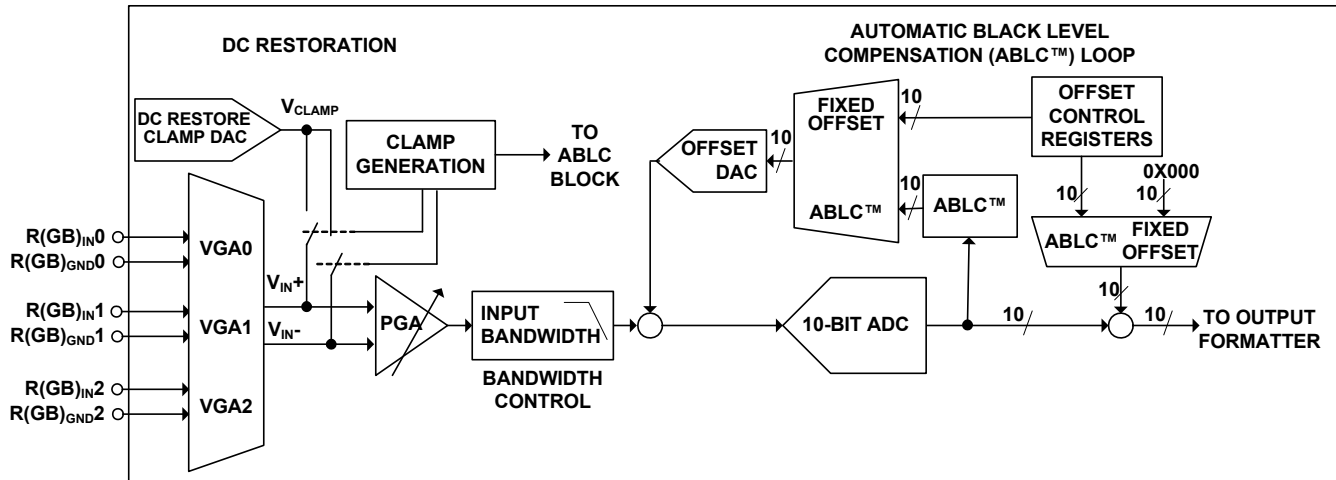 DC RESTORATION
AUTOMATIC BLACK LEVEL
COMPENSATION (ABLC™) LOOP
DC RESTORE
CLAMP DAC
VCLAMP
CLAMP
GENERATION
TO
ABLC
BLOCK
OFFSET
DAC
10
FIXED
OFFSET
ABLC™
10
OFFSET
CONTROL
REGISTERS
10
ABLC™
10
0X000
10
ABLC™
FIXED
OFFSET
10
R(GB)IN0
R(GB)GND0
VGA0
R(GB)IN1
R(GB)GND1
VGA1
R(GB)IN2
R(GB)GND2
VGA2
VIN+
VIN-
PGA
INPUT
BANDWIDTH
BANDWIDTH
CONTROL
10-BIT ADC
10
10
TO OUTPUT
FORMATTER